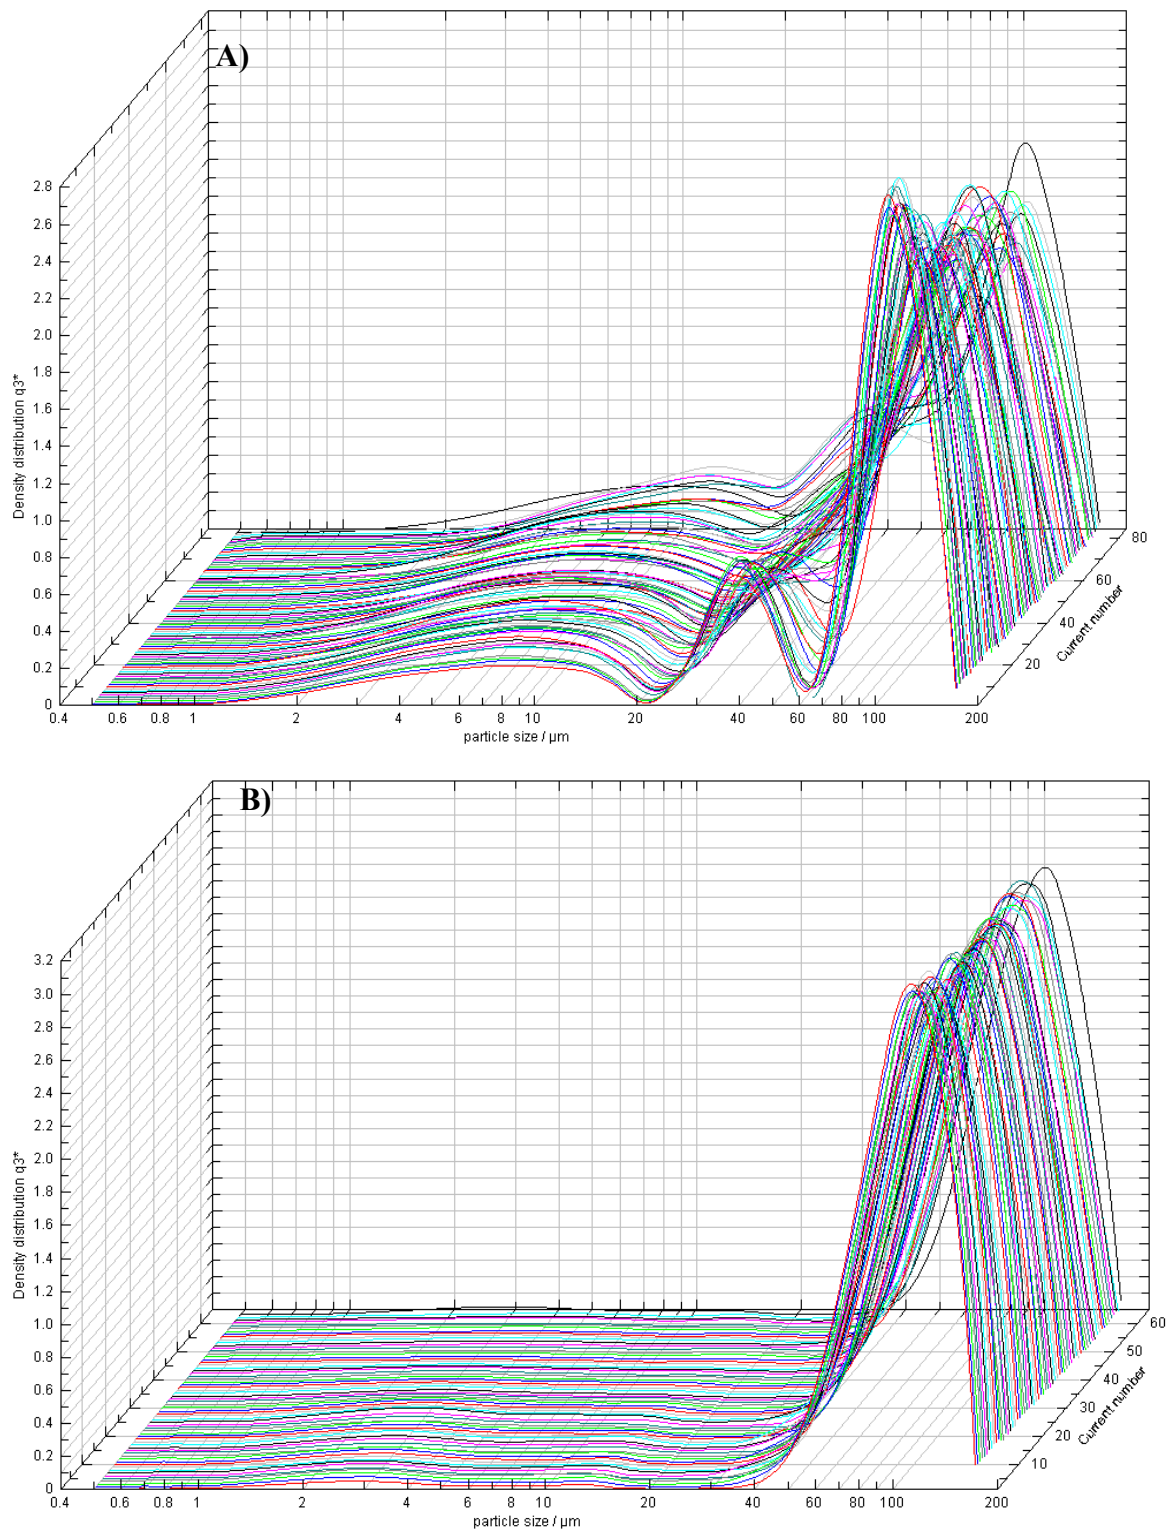 A)
2.8
2.6
2.4
2.2
2.0
1.8
1.6
1.4
1.2
1.0
0.8
0.6
0.4
0.2
0
Density distribution q3*
0.4 0.6 0.8 1 2 4 6 8 10 20 40 60 80 100 200
particle size / µm
20 40 60 80
Current number
B)
3.2
3.0
2.8
2.6
2.4
2.2
2.0
1.8
1.6
1.4
1.2
1.0
0.8
0.6
0.4
0.2
0
Density distribution q3*
0.4 0.6 0.8 1 2 4 6 8 10 20 40 60 80 100 200
particle size / µm
10 20 30 40 50 60
Current number